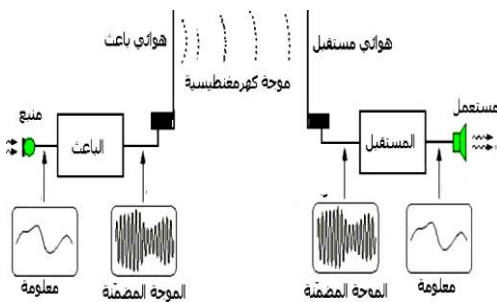 هوائي مستقبل
هوائي باعث
موجة كهرمغنطيسية
مستعمل
المستقبل
منبع
الباعث
معلومة
الموجة المضمّنة
الموجة المضمّنة
معلومة